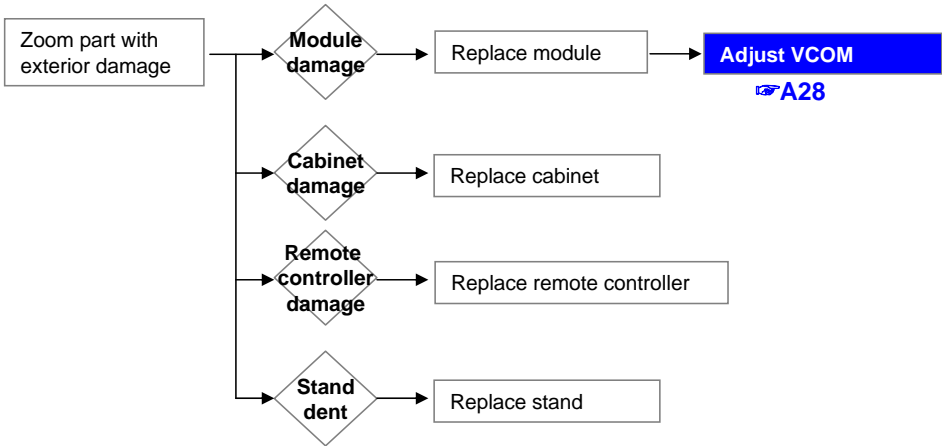 Zoom part with
exterior damage
Module
damage
Replace module
Adjust VCOM
☞A28
Cabinet
damage
Replace cabinet
Remote
controller
damage
Replace remote controller
Stand
dent
Replace stand